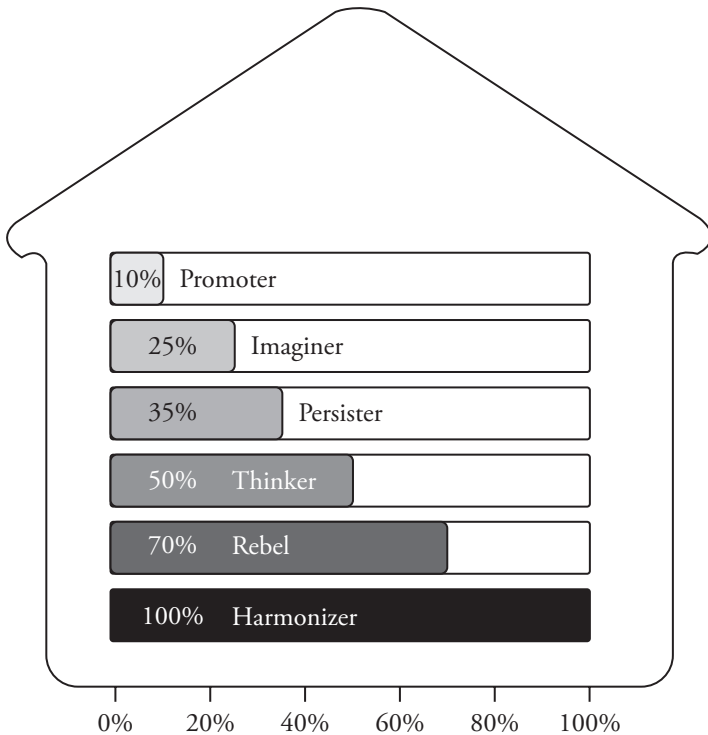 10% Promoter
25% Imaginer
35% Persister
50% Thinker
70% Rebel
100% Harmonizer
0% 20% 40% 60% 80% 100%